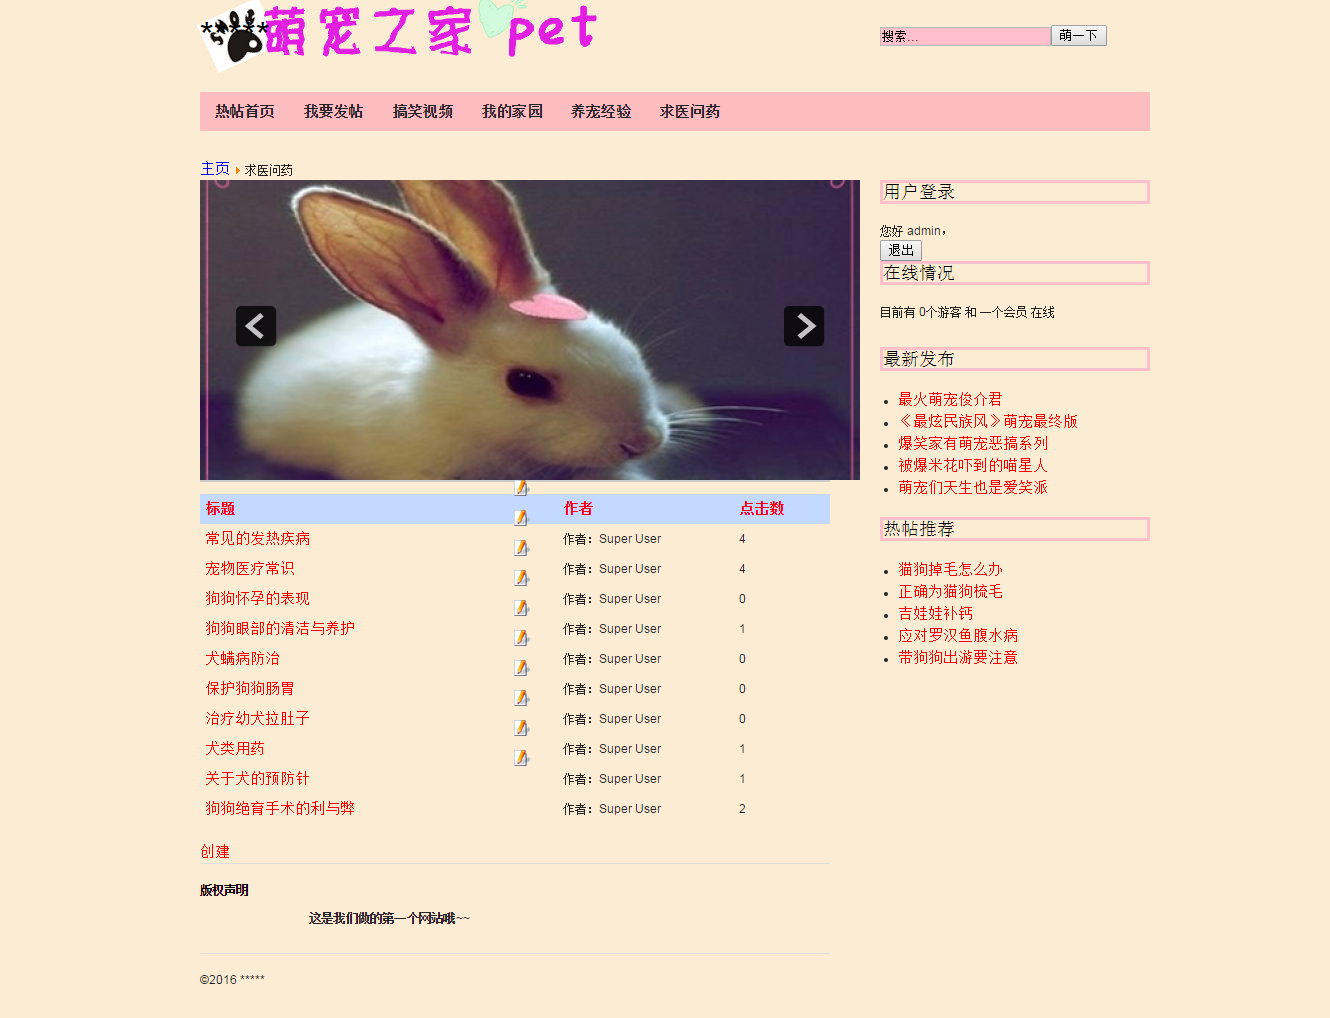 *****萌宠之家 pet
搜索... 萌一下
热帖首页 我要发帖 搞笑视频 我的家园 养宠经验 求医问药
主页 求医问药
用户登录
您好 admin,
退出
在线情况
目前有 0个游客 和 一个会员 在线
最新发布
最火萌宠俊介君
《最炫民族风》萌宠最终版
爆笑家有萌宠恶搞系列
被爆米花吓到的喵星人
萌宠们天生也是爱笑派
热帖推荐
猫狗掉毛怎么办
正确为猫狗梳毛
吉娃娃补钙
应对罗汉鱼腹水病
带狗狗出游要注意
标题 作者 点击数
常见的发热疾病 作者：Super User 4
宠物医疗常识 作者：Super User 4
狗狗怀孕的表现 作者：Super User 0
狗狗眼部的清洁与养护 作者：Super User 1
犬螨病防治 作者：Super User 0
保护狗狗肠胃 作者：Super User 0
治疗幼犬拉肚子 作者：Super User 0
犬类用药 作者：Super User 1
关于犬的预防针 作者：Super User 1
狗狗绝育手术的利与弊 作者：Super User 2
创建
版权声明
这是我们做的第一个网站哦~~
©2016 *****